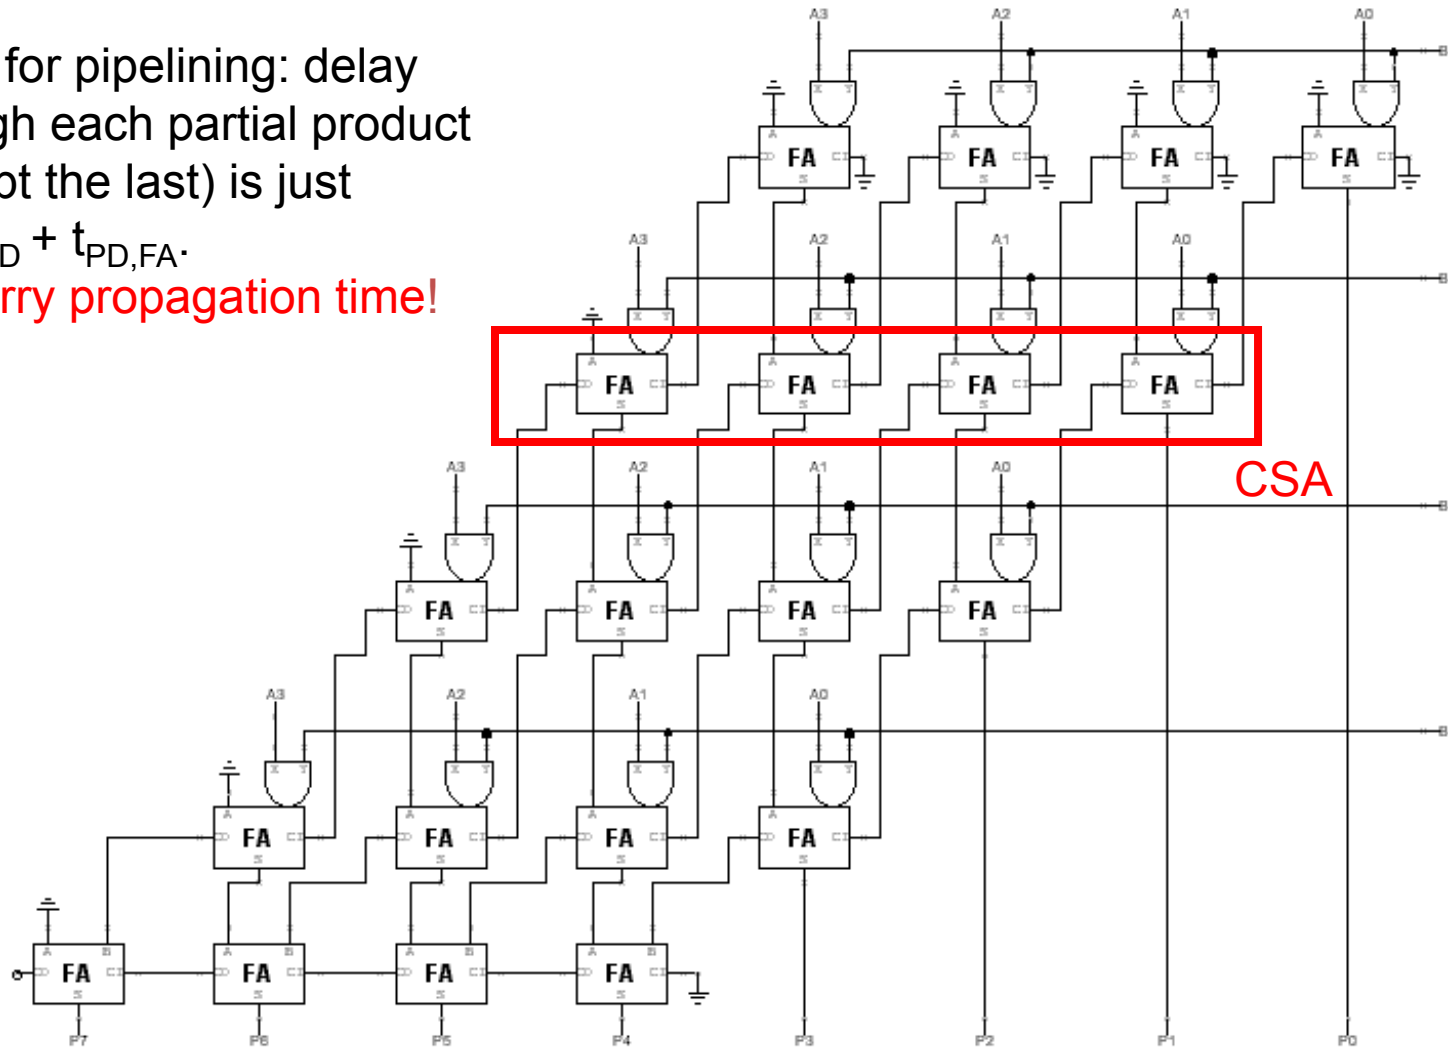 for pipelining: delay
gh each partial product
pt the last) is just
D + tPD,FA.
rry propagation time!
A3 A2 A1 A0
FA FA FA FA
A3 A2 A1 A0
FA FA FA FA
CSA
A3 A2 A1 A0
FA FA FA FA
A3 A2 A1 A0
FA FA FA FA
FA FA FA FA
P7 P6 P5 P4 P3 P2 P1 P0